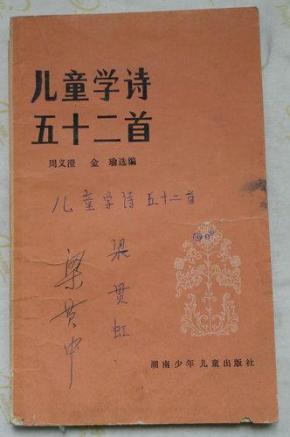 儿童学诗
五十二首
周义澄 金瑜选编
儿童学诗五十二首
梁贯虹
梁贯中
湖南少年儿童出版社